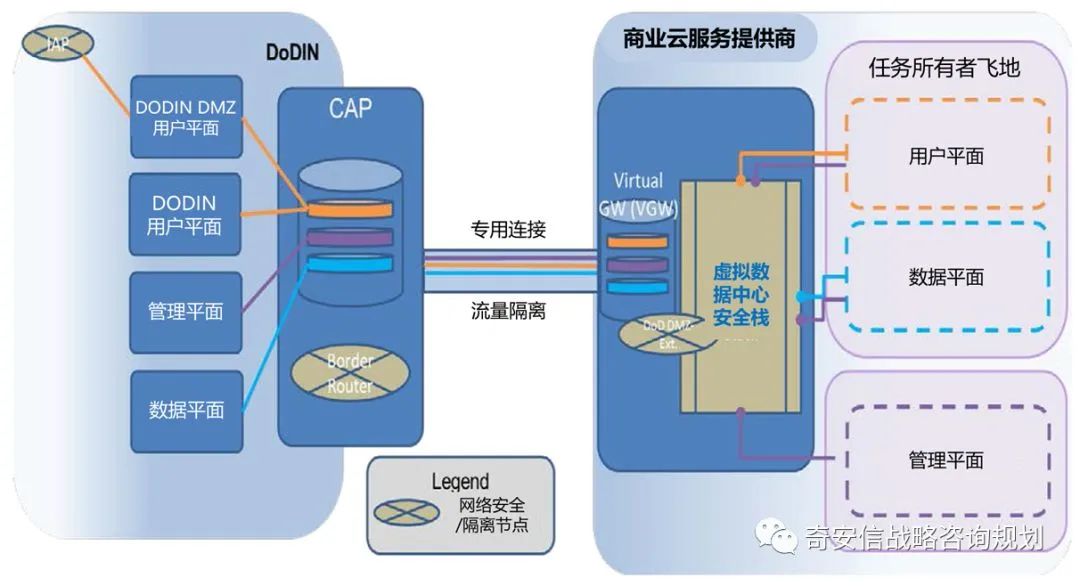 IAP
DoDIN
DODIN DMZ
用户平面
DODIN
用户平面
管理平面
数据平面
CAP
Border
Router
专用连接
流量隔离
Legend
网络安全
/隔离节点
商业云服务提供商
Virtual
GW (VGW)
DoD DMZ-
Ext.
虚拟数
据中心
安全栈
任务所有者飞地
用户平面
数据平面
管理平面
奇安信战略咨询规划